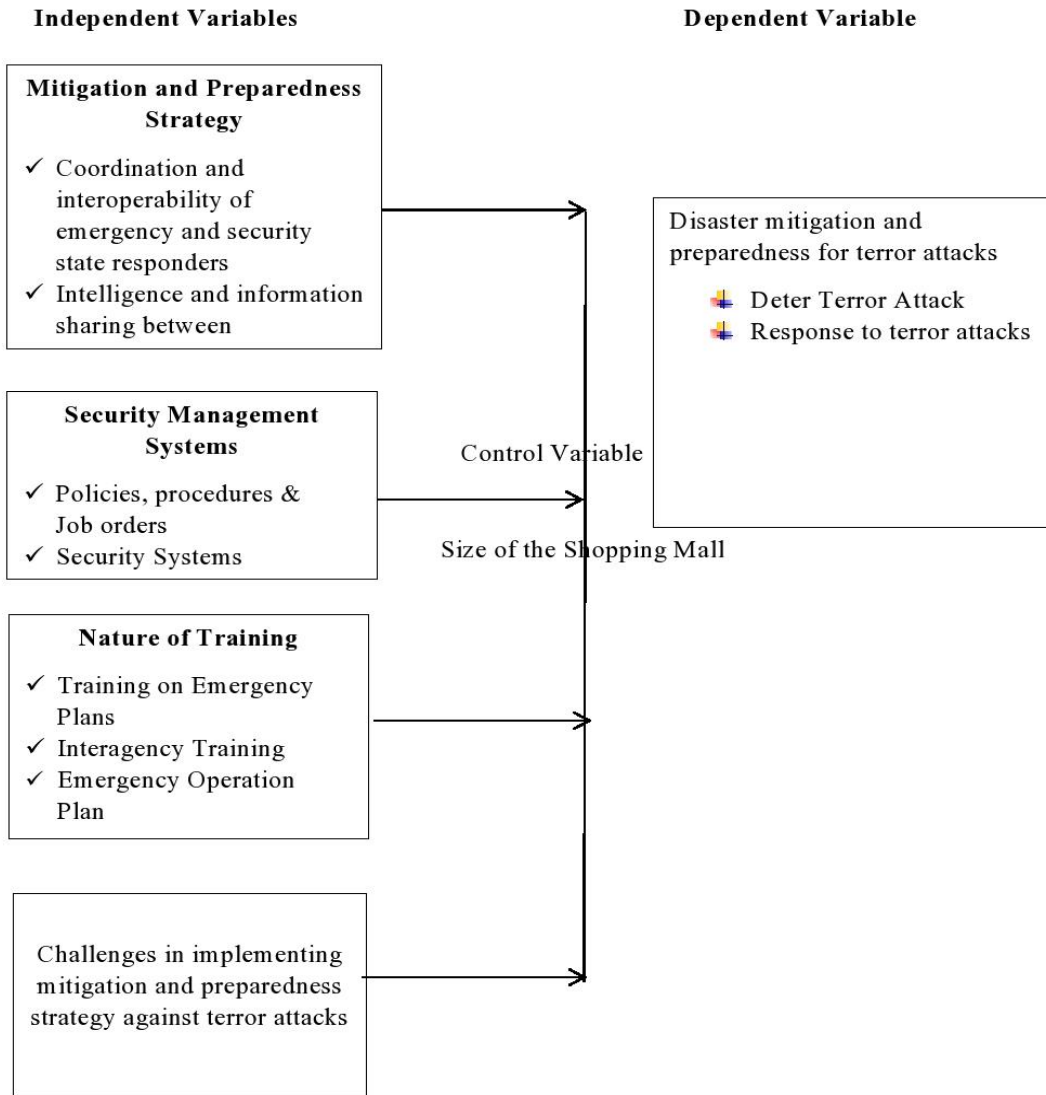 Independent Variables
Dependent Variable
Mitigation and Preparedness
Strategy
✓ Coordination and
interoperability of
emergency and security
state responders
✓ Intelligence and information
sharing between
Security Management
Systems
✓ Policies, procedures &
Job orders
✓ Security Systems
Nature of Training
✓ Training on Emergency
Plans
✓ Interagency Training
✓ Emergency Operation
Plan
Challenges in implementing
mitigation and preparedness
strategy against terror attacks
Control Variable
Size of the Shopping Mall
Disaster mitigation and
preparedness for terror attacks
Deter Terror Attack
Response to terror attacks